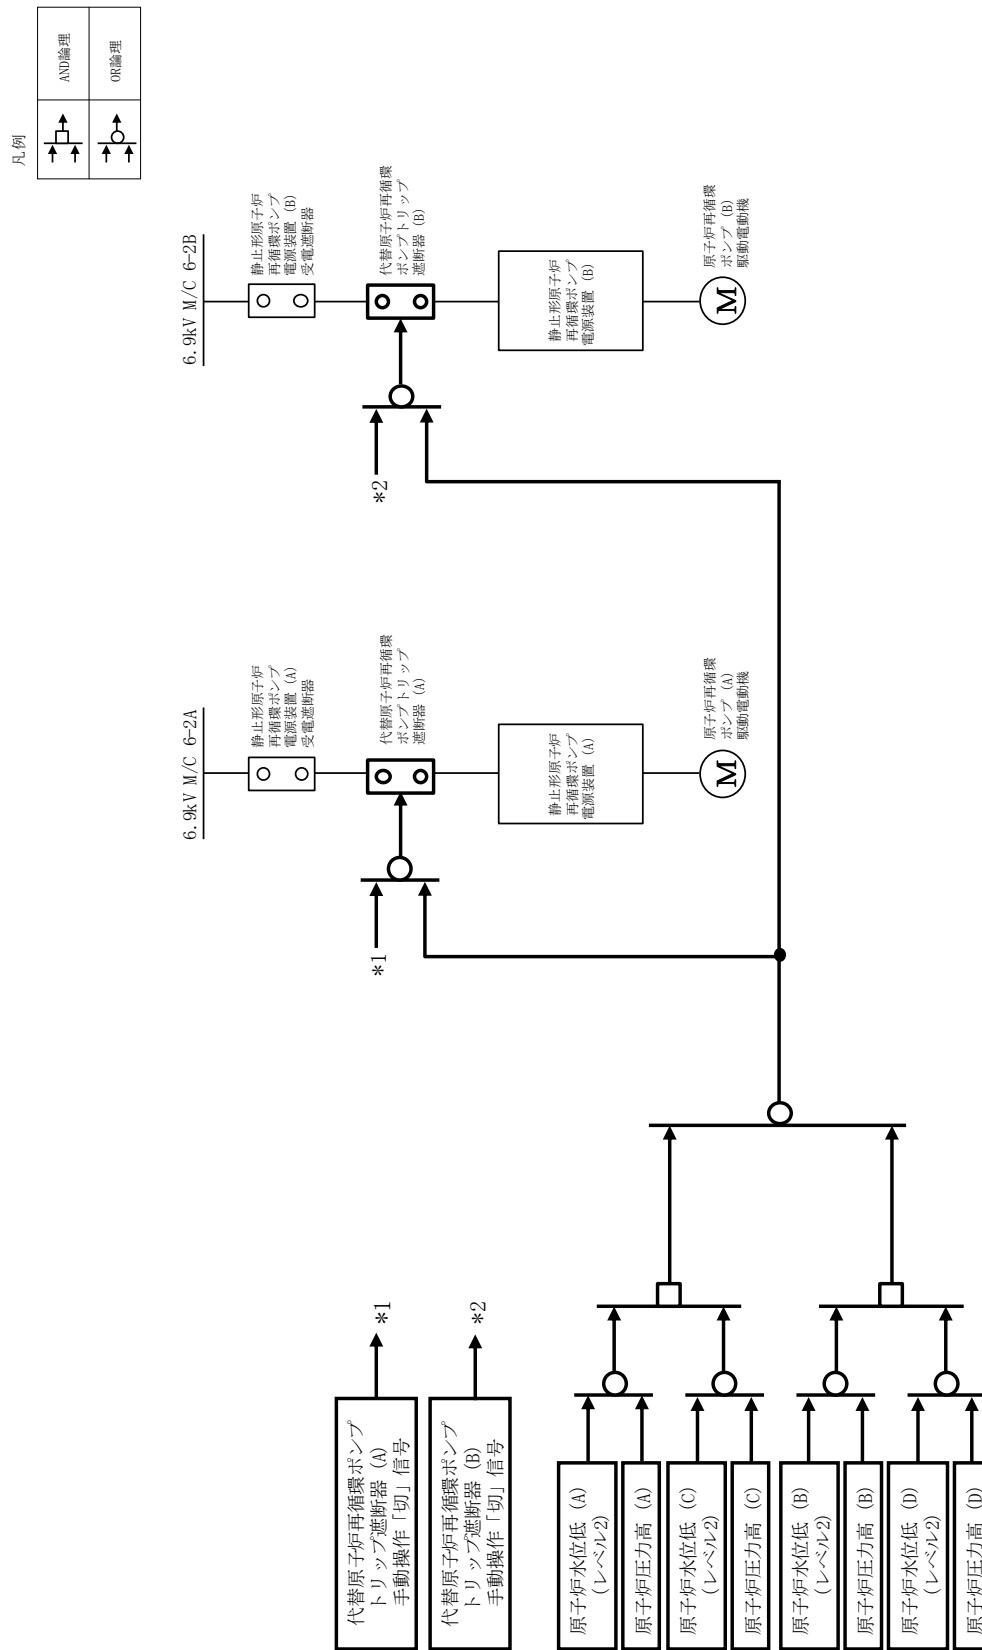 凡例
AND論理
OR論理
6.9kV M/C 6-2A
静止形原子炉
再循環ポンプ
電源装置 (A)
受電遮断器
代替原子炉再循環
ポンプトリップ
遮断器 (A)
静止形原子炉
再循環ポンプ
電源装置 (A)
原子炉再循環
ポンプ (A)
駆動電動機
M
*1
6.9kV M/C 6-2B
静止形原子炉
再循環ポンプ
電源装置 (B)
受電遮断器
代替原子炉再循環
ポンプトリップ
遮断器 (B)
静止形原子炉
再循環ポンプ
電源装置 (B)
原子炉再循環
ポンプ (B)
駆動電動機
M
*2
代替原子炉再循環ポンプ
トリップ遮断器 (A)
手動操作「切」信号
*1
代替原子炉再循環ポンプ
トリップ遮断器 (B)
手動操作「切」信号
*2
原子炉水位低 (A)
(レベル2)
原子炉圧力高 (A)
原子炉水位低 (C)
(レベル2)
原子炉圧力高 (C)
原子炉水位低 (B)
(レベル2)
原子炉圧力高 (B)
原子炉水位低 (D)
(レベル2)
原子炉圧力高 (D)